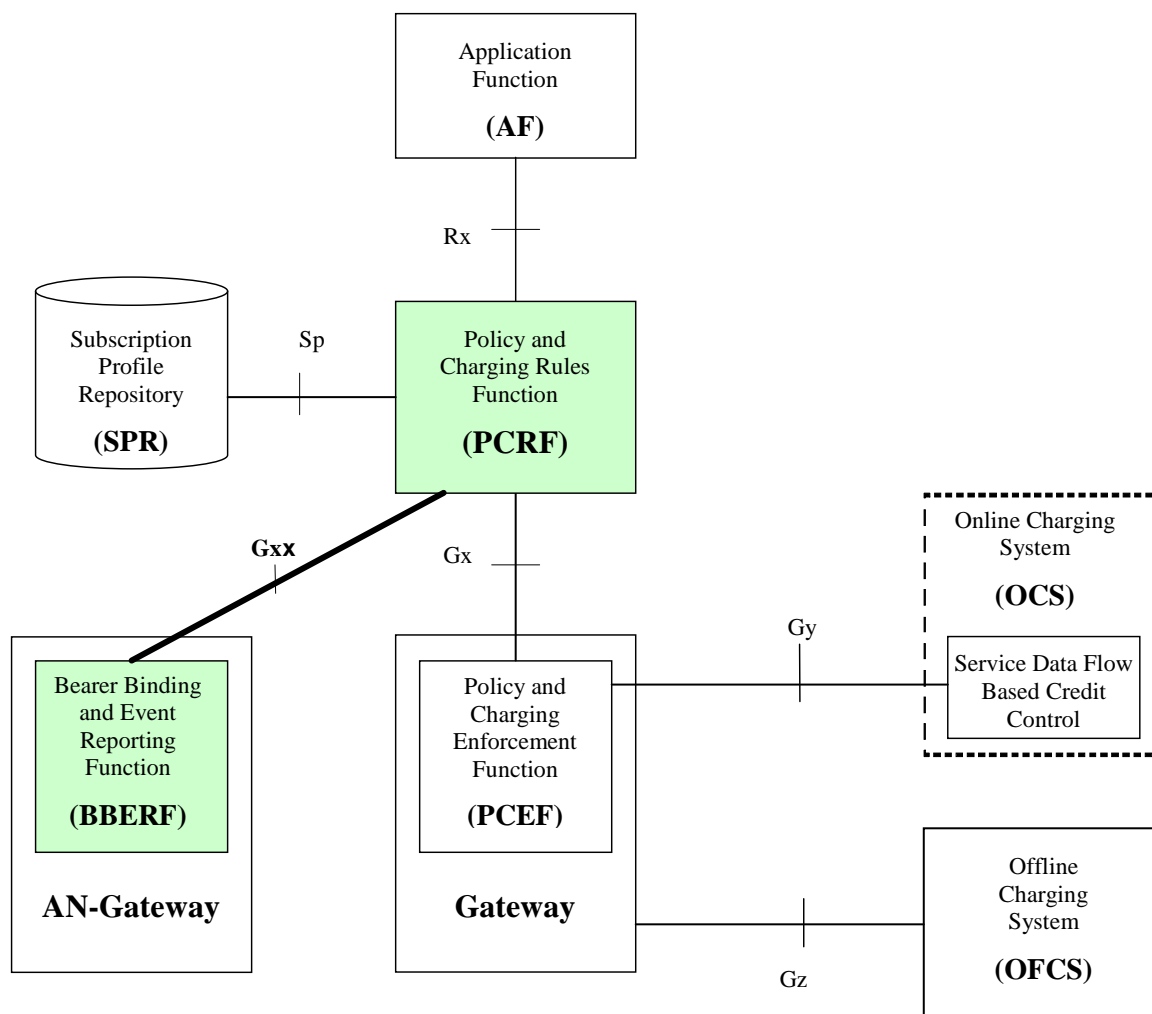 Application
Function
(AF)
Rx
Subscription
Profile
Repository
(SPR)
Sp
Policy and
Charging Rules
Function
(PCRF)
Gxx
Gx
Online Charging
System
(OCS)
Service Data Flow
Based Credit
Control
Gy
Bearer Binding
and Event
Reporting
Function
(BBERF)
AN-Gateway
Policy and
Charging
Enforcement
Function
(PCEF)
Gateway
Gz
Offline
Charging
System
(OFCS)